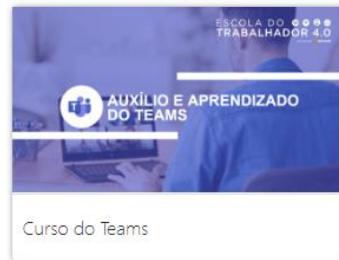 ESCOLA DO
TRABALHADOR 4.0
AUXÍLIO E APRENDIZADO
DO TEAMS
Curso do Teams